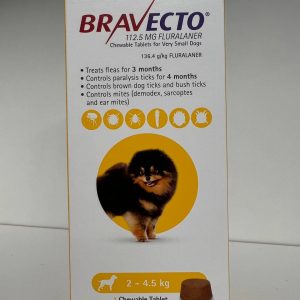 BRAVECTO®
112.5 MG FLURALANER
Chewable Tablets for Very Small Dogs
136.4 g/kg FLURALANER
• Treats fleas for 3 months
• Controls paralysis ticks for 4 months
• Controls brown dog ticks and bush ticks
• Controls mites (demodex, sarcoptes
and ear mites)
2 - 4.5 kg
Chewable Tablet